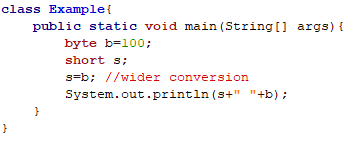 class Example{
public static void main(String[] args){
byte b=100;
short s;
s=b; //wider conversion
System.out.println(s+" "+b);
}
}